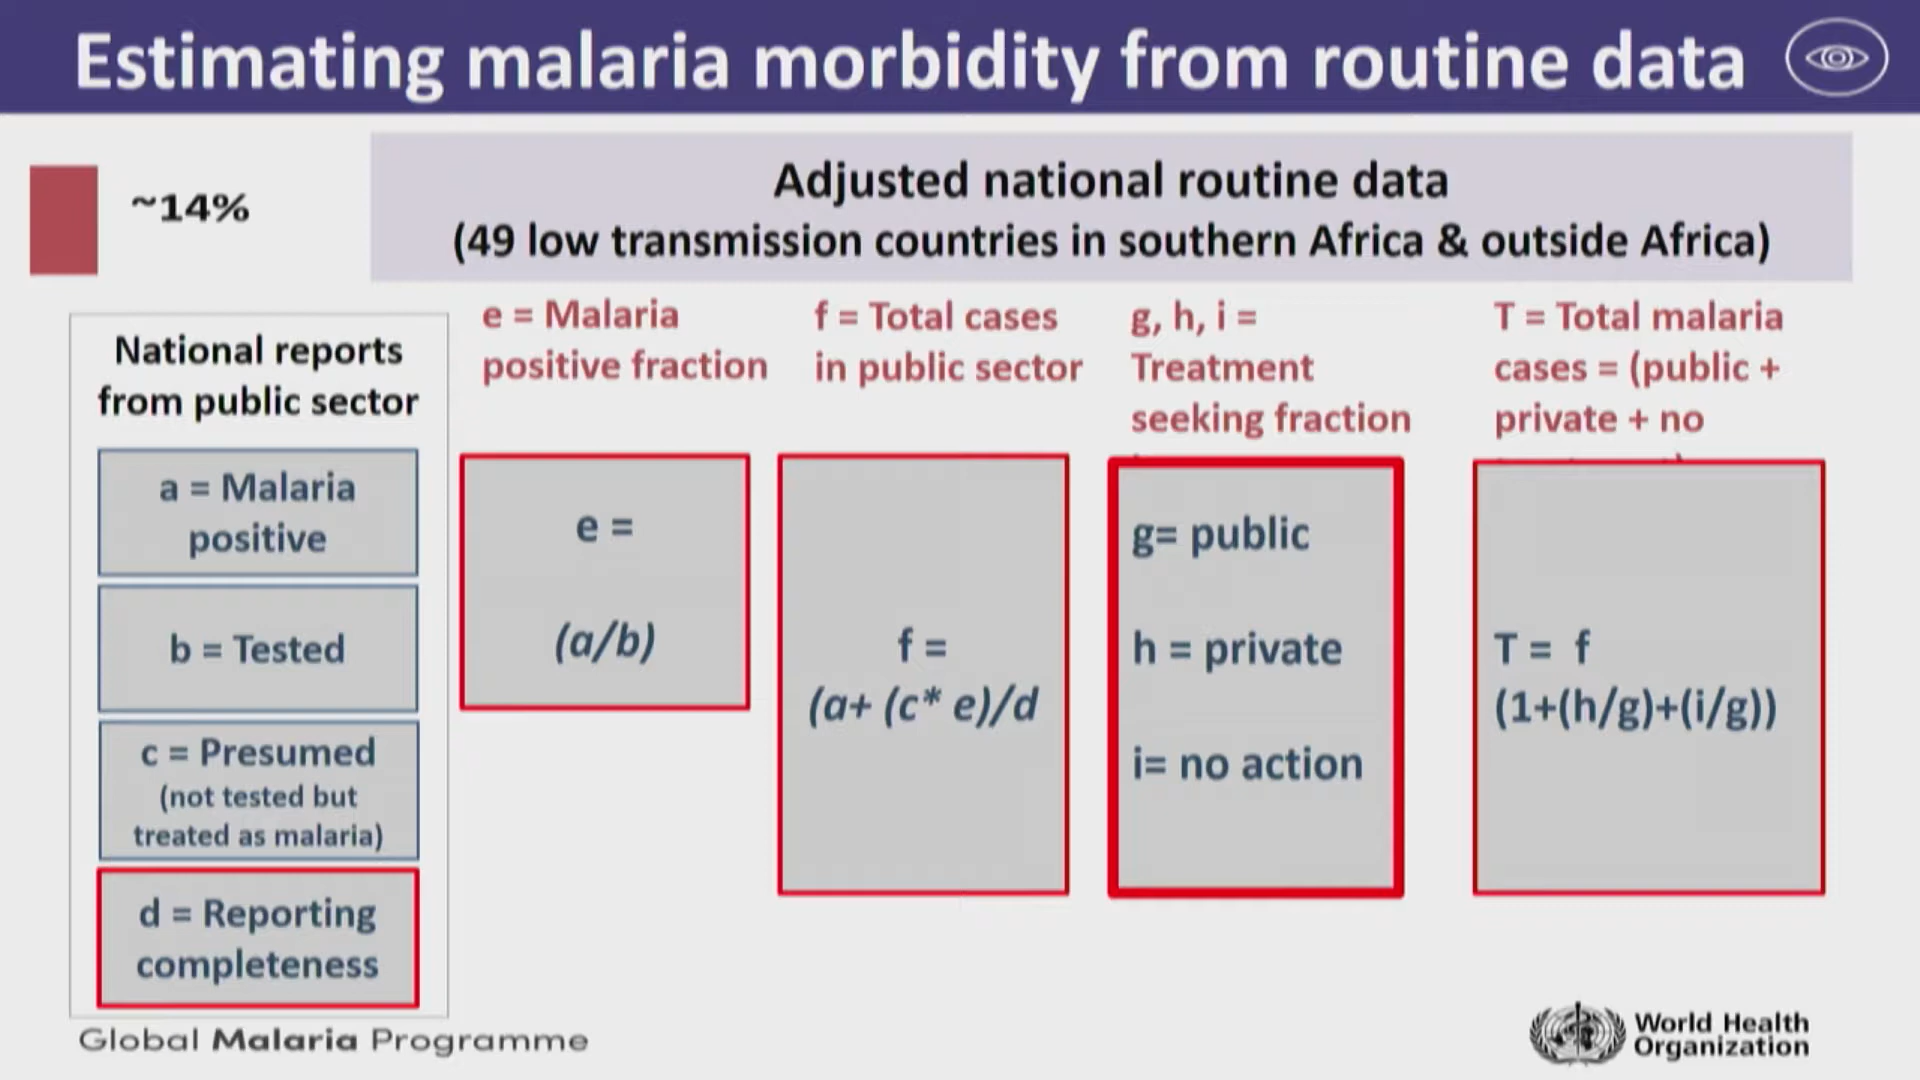 Estimating malaria morbidity from routine data
~14%
Adjusted national routine data
(49 low transmission countries in southern Africa & outside Africa)
National reports
from public sector
a = Malaria
positive
b = Tested
c = Presumed
(not tested but
treated as malaria)
d = Reporting
completeness
e = Malaria
positive fraction
e =
(a/b)
f = Total cases
in public sector
f =
(a+ (c* e)/d
g, h, i =
Treatment
seeking fraction
g= public
h = private
i= no action
T = Total malaria
cases = (public +
private + no
T = f
(1+(h/g)+(i/g))
Global Malaria Programme
World Health
Organization